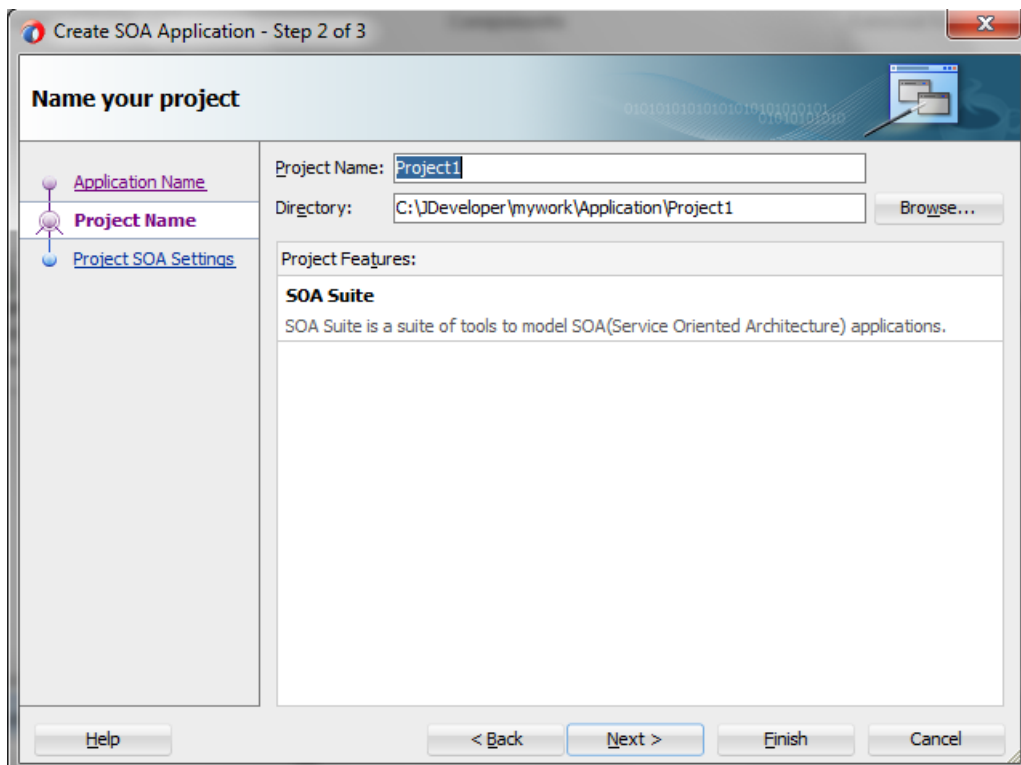 Create SOA Application - Step 2 of 3
Name your project
Application Name
Project Name
Project SOA Settings
Project Name: Project1
Directory: C:\JDeveloper\mywork\Application\Project1 Browse...
Project Features:
SOA Suite
SOA Suite is a suite of tools to model SOA(Service Oriented Architecture) applications.
Help < Back Next > Finish Cancel